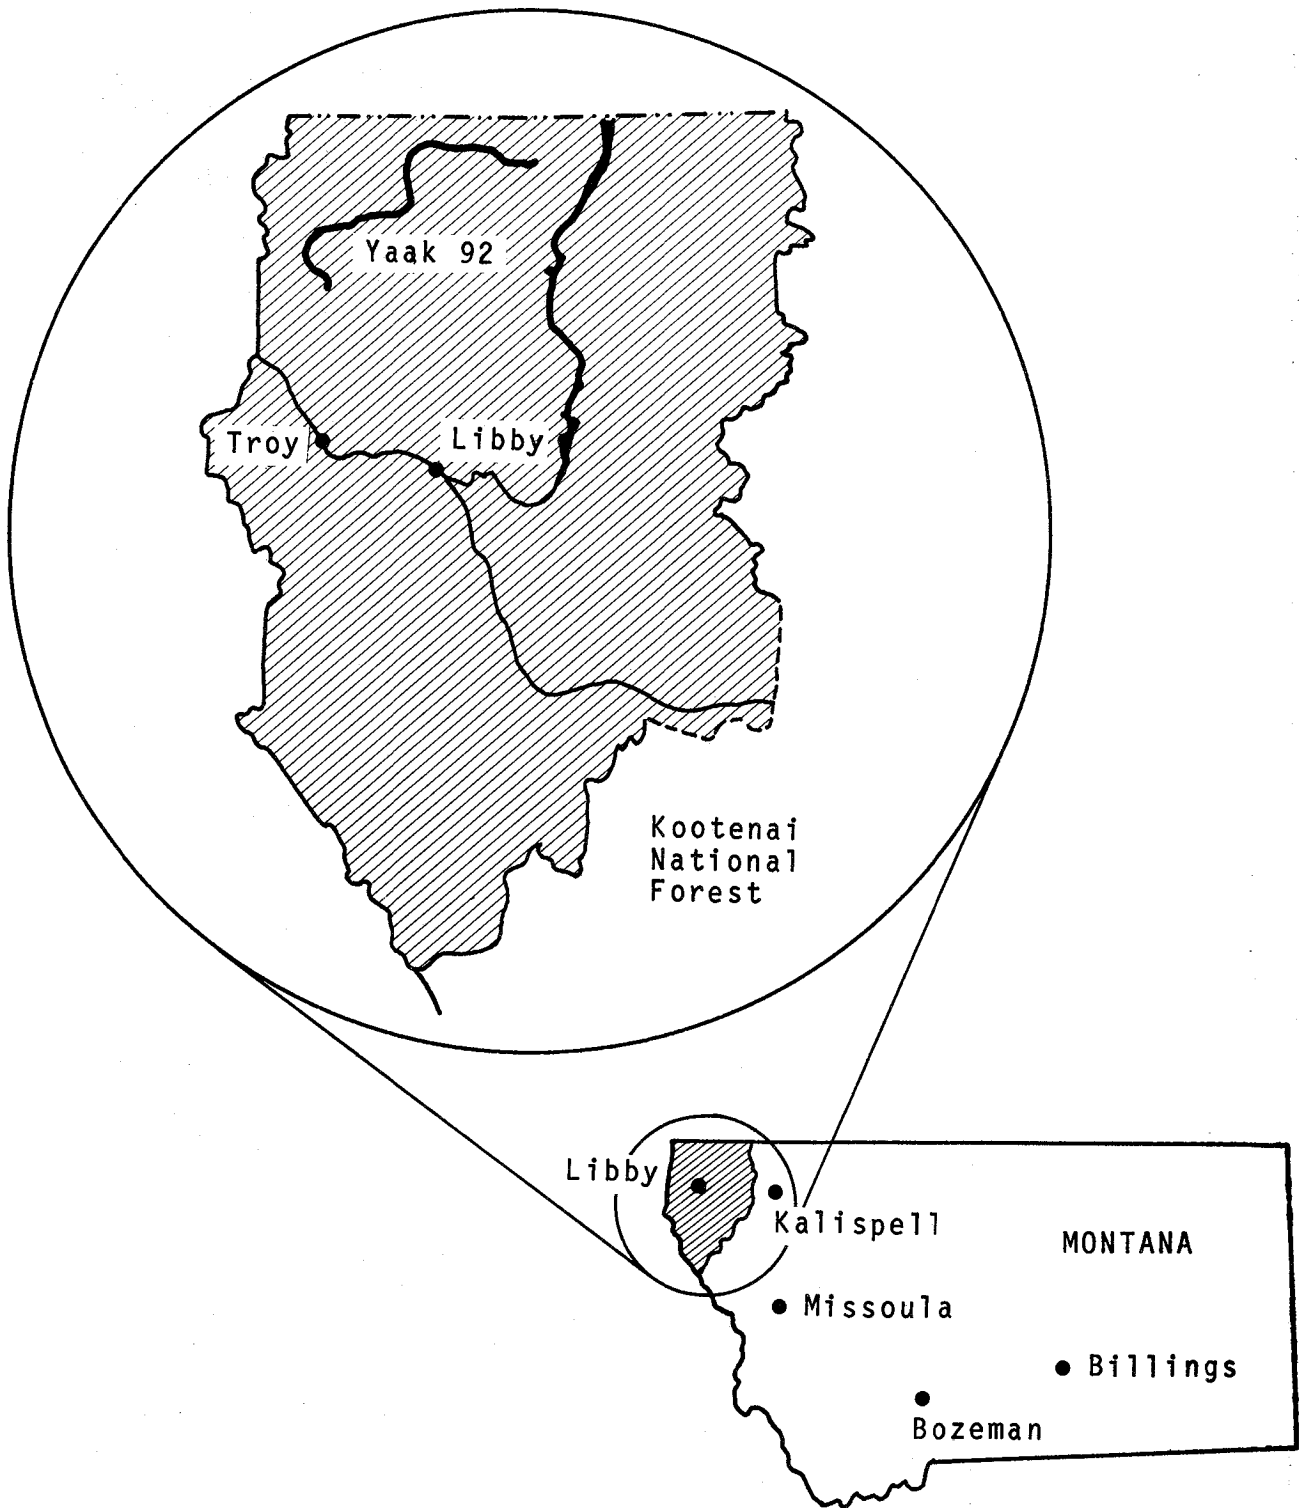 Yaak 92
Troy
Libby
Kootenai
National
Forest
Libby
Kalispell
MONTANA
Missoula
Billings
Bozeman